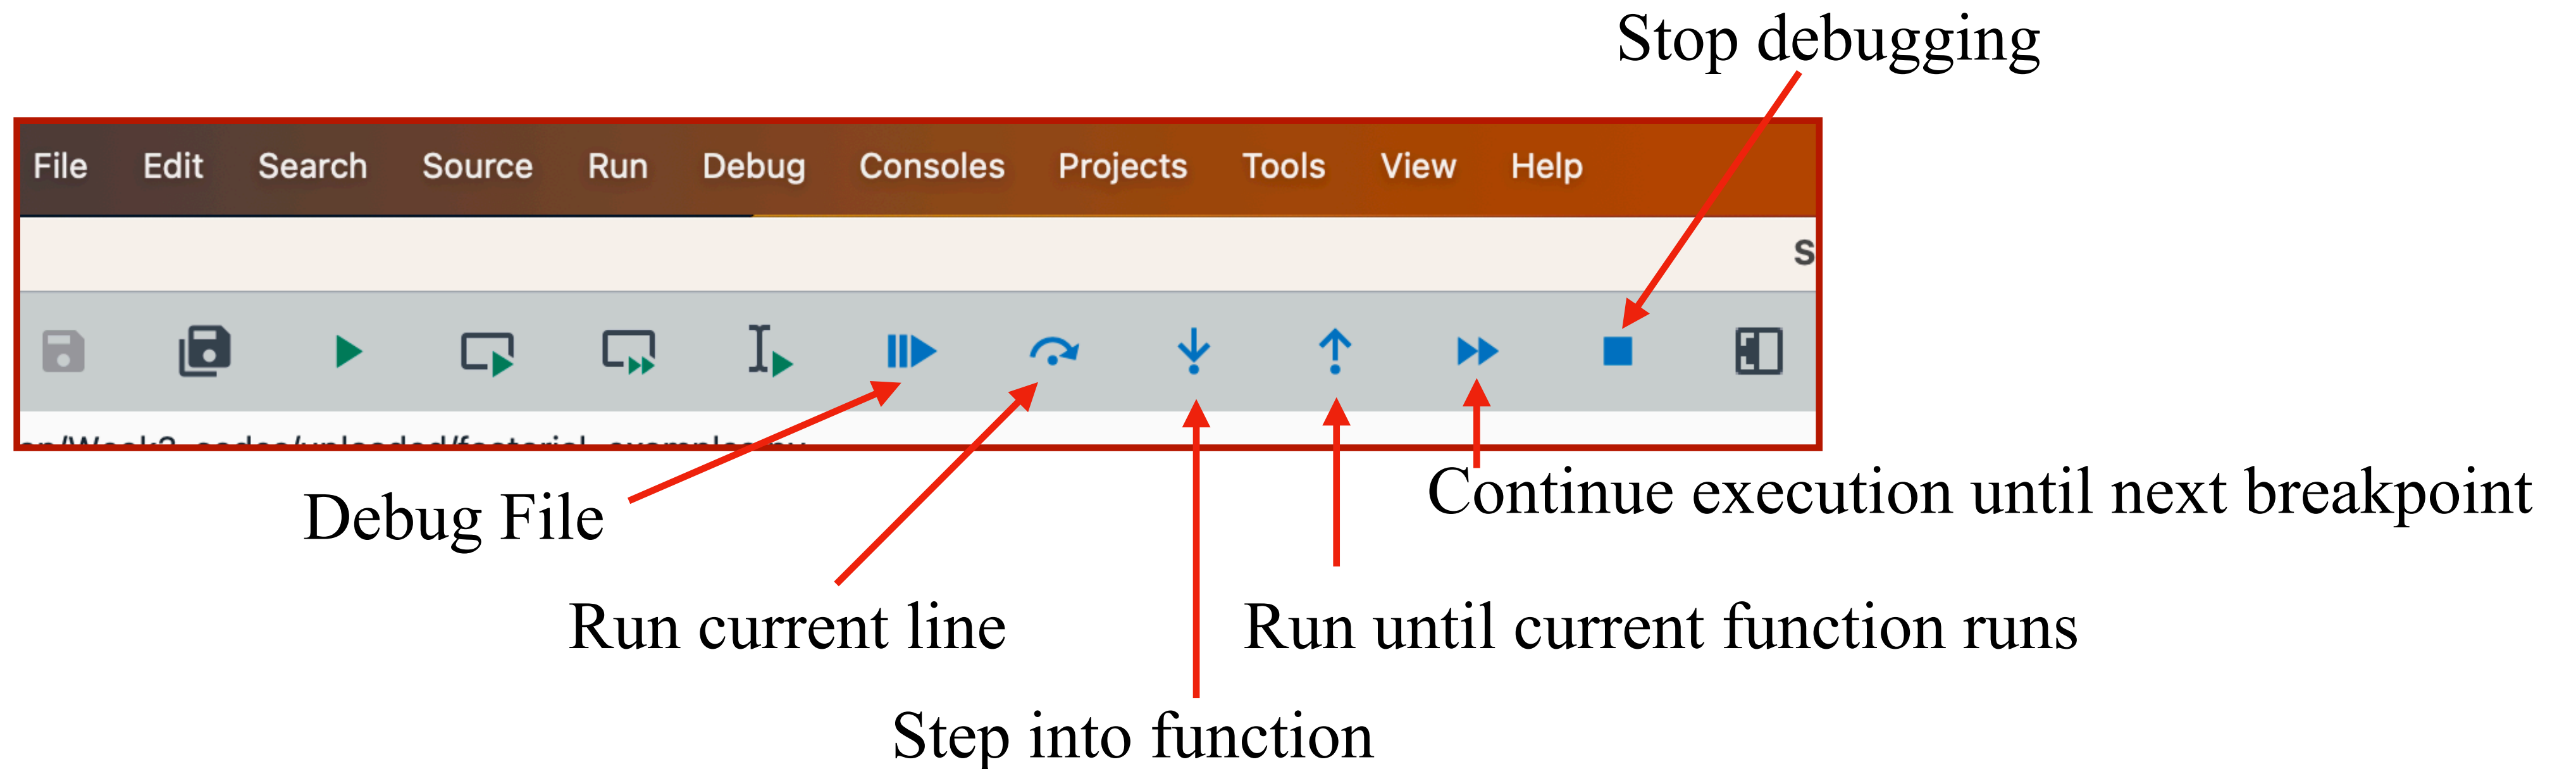 Stop debugging
File Edit Search Source Run Debug Consoles Projects Tools View Help
S
Debug File
Continue execution until next breakpoint
Run current line
Run until current function runs
Step into function